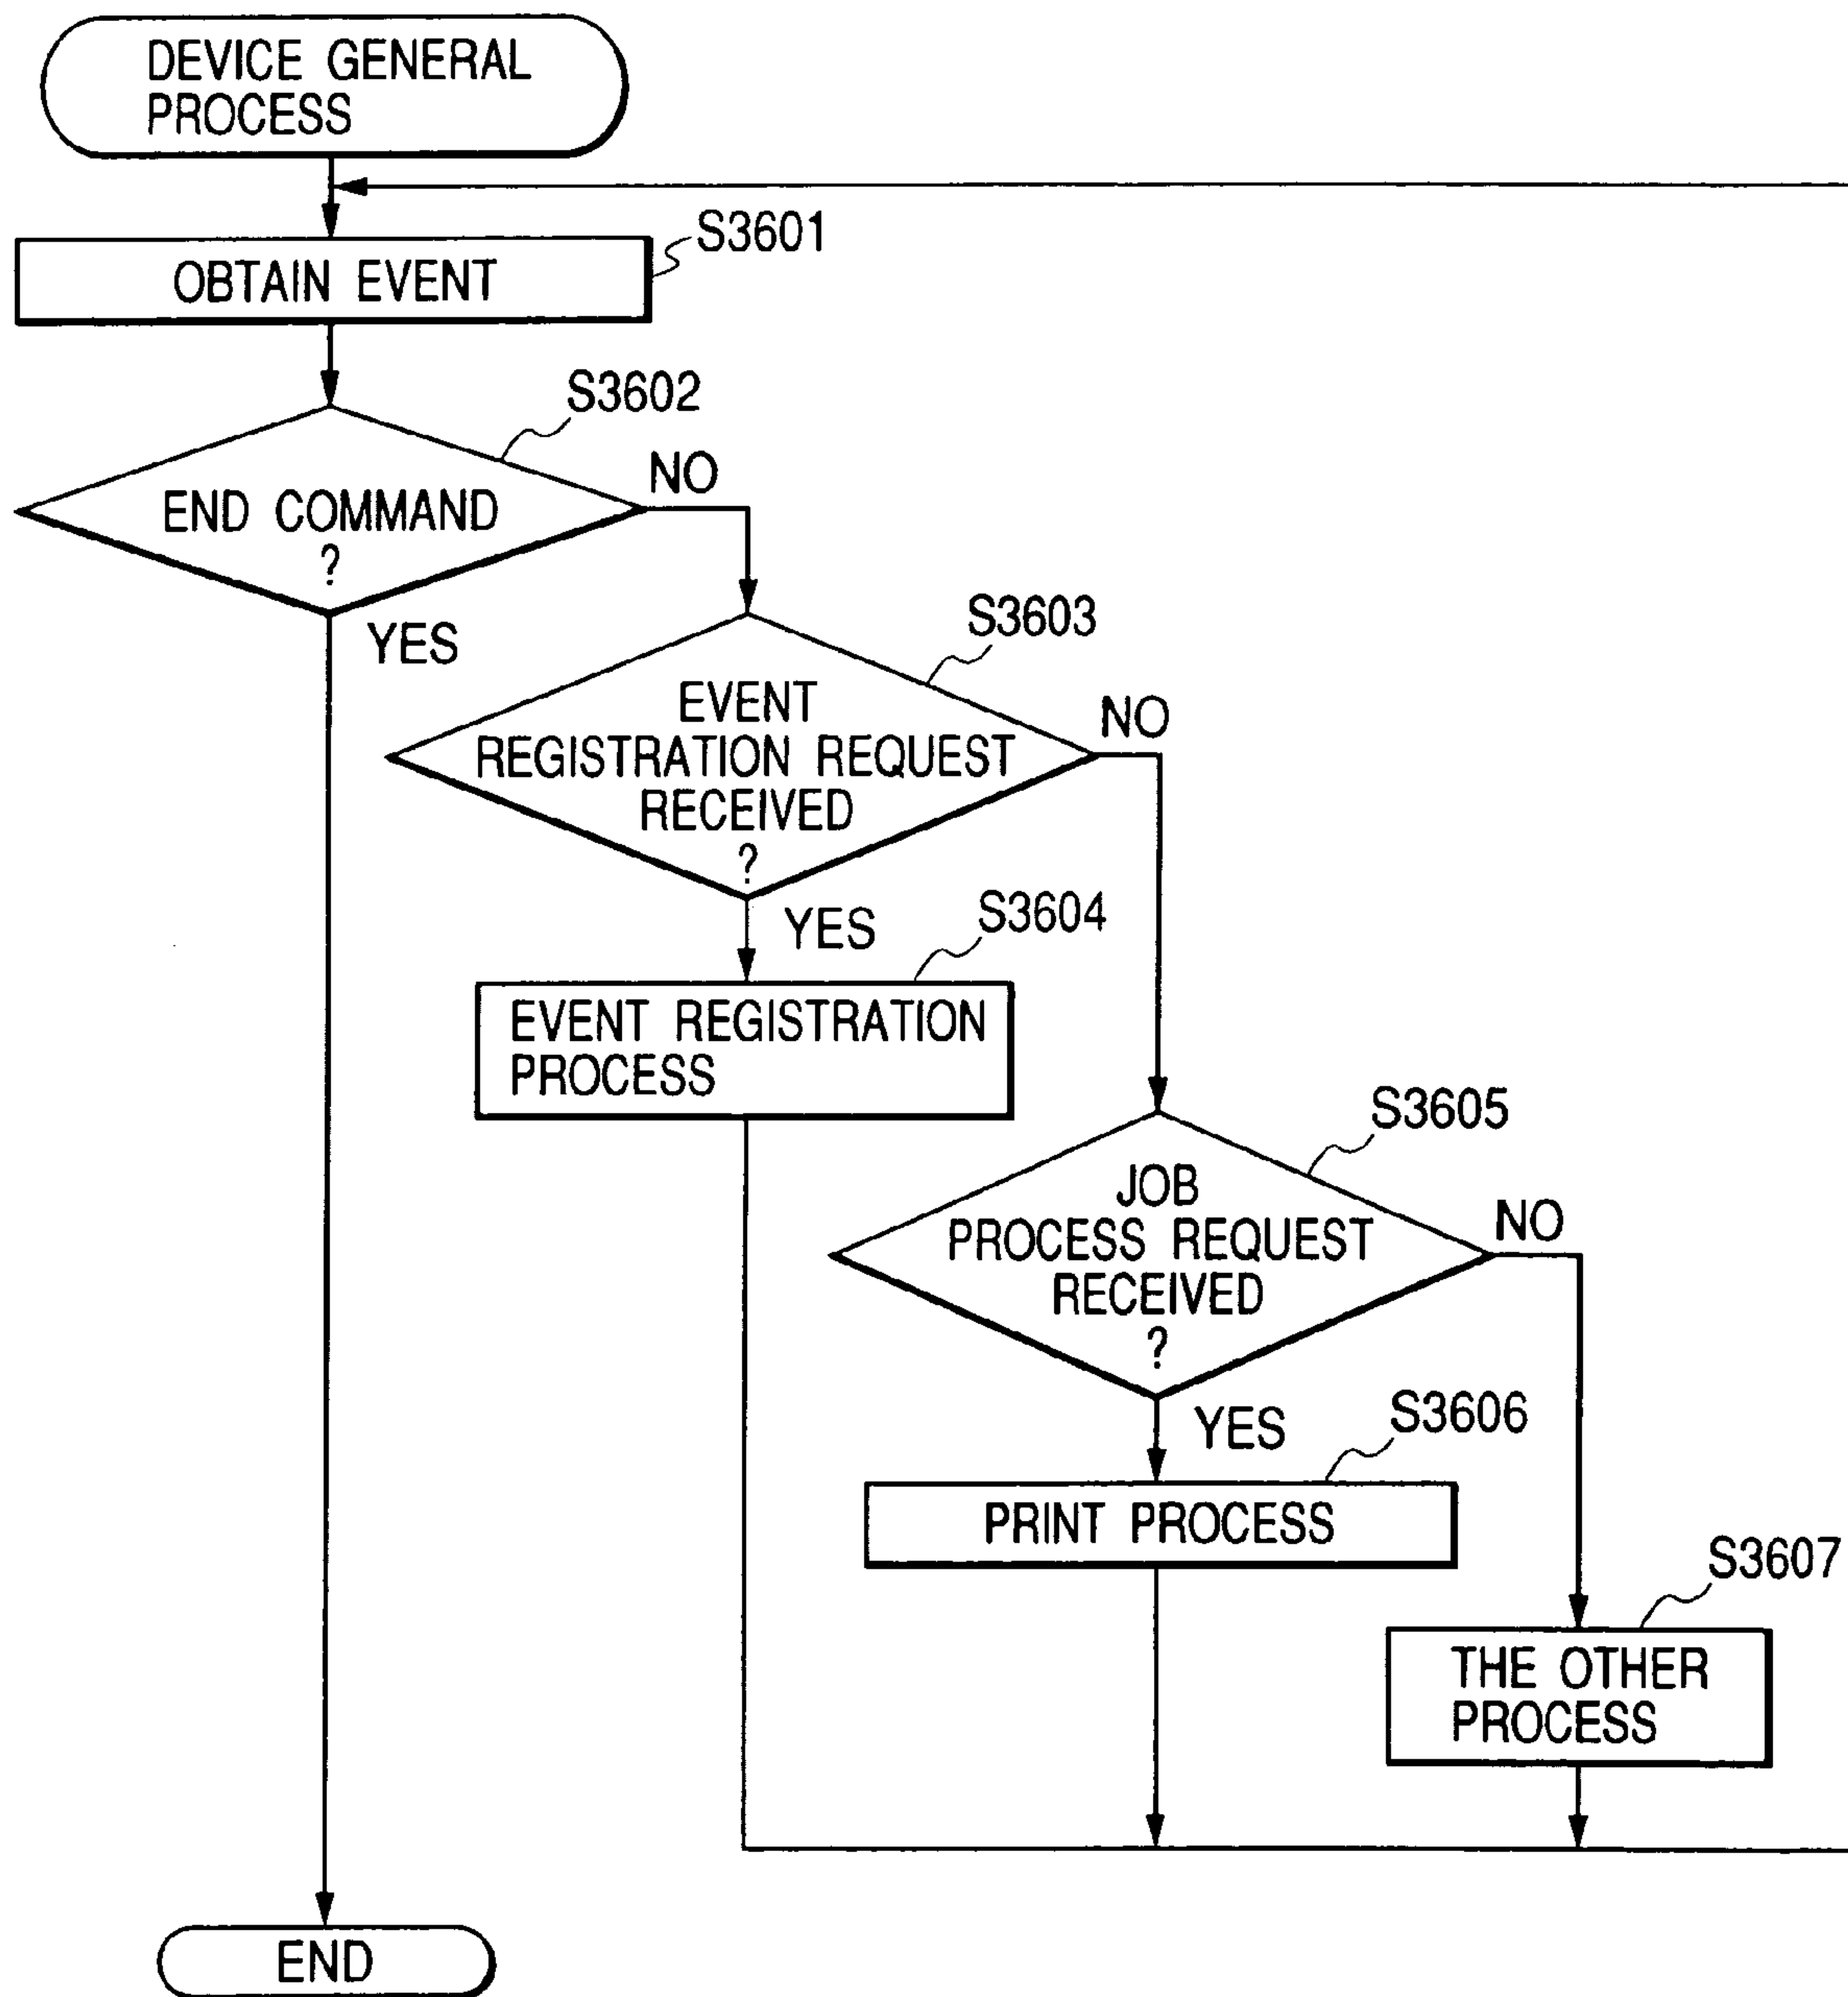 DEVICE GENERAL
PROCESS
S3601
OBTAIN EVENT
S3602
NO
END COMMAND
?
YES
S3603
NO
EVENT
REGISTRATION REQUEST
RECEIVED
?
YES
S3604
EVENT REGISTRATION
PROCESS
S3605
NO
JOB
PROCESS REQUEST
RECEIVED
?
YES
S3606
PRINT PROCESS
S3607
THE OTHER
PROCESS
END